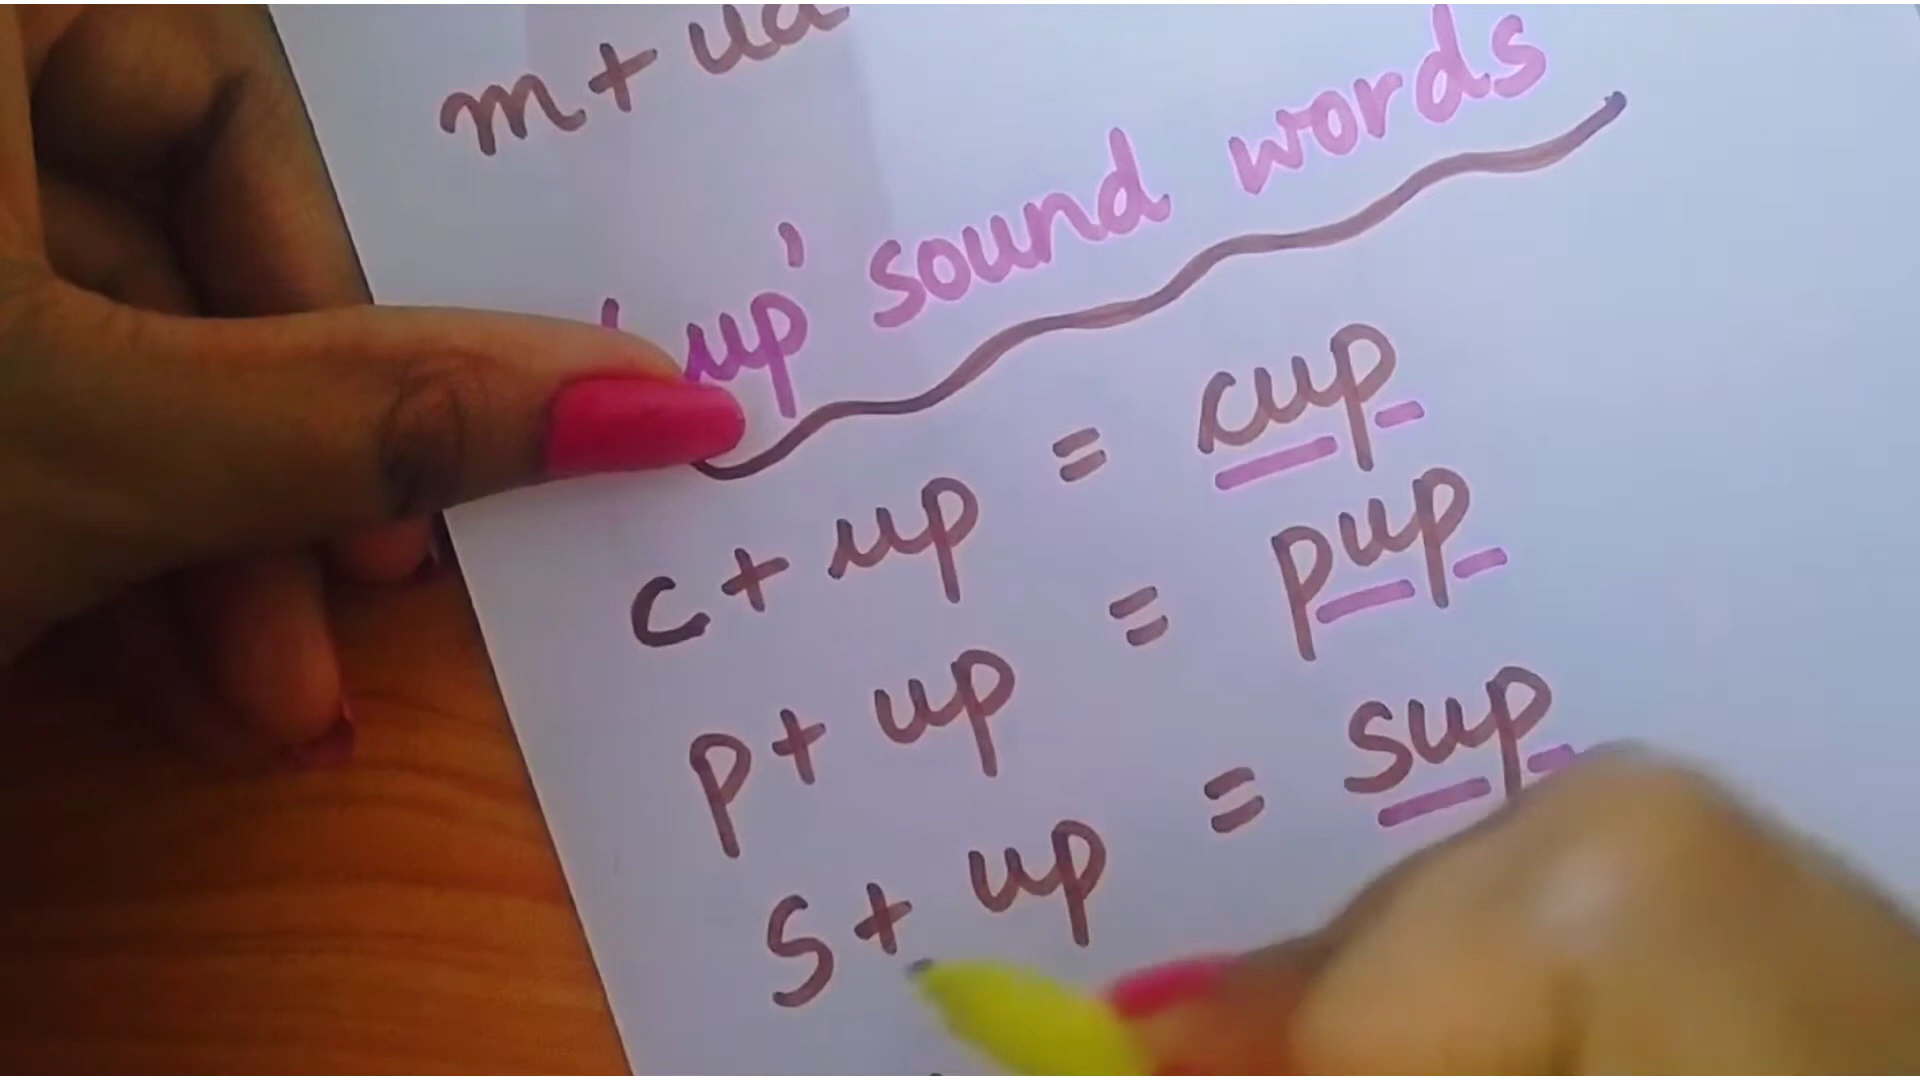 m +
'up' sound words
c + up = cup
p + up = pup
s + up = sup